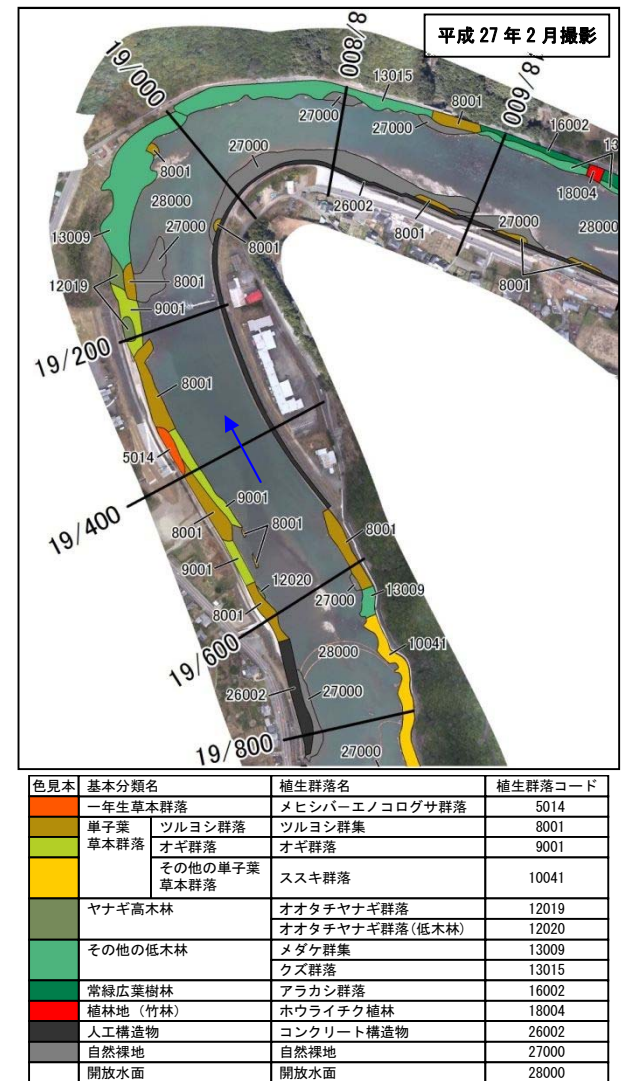 平成 27 年 2 月撮影
19/000
18/800
18/600
13015
8001
27000
27000
16002
13
8001
27000
18004
28000
28000
27000
26002
8001
27000
13009
8001
8001
12019
8001
9001
19/200
8001
5014
9001
19/400
8001
8001
8001
9001
12020
27000
13009
8001
19/600
28000
10041
26002
27000
19/800
27000
色見本 基本分類名 植生群落名 植生群落コード
一年生草本群落 メヒシバーエノコログサ群落 5014
単子葉草本群落 ツルヨシ群落 ツルヨシ群集 8001
オギ群落 オギ群落 9001
その他の単子葉草本群落 ススキ群落 10041
ヤナギ高木林 オオタチヤナギ群落 12019
オオタチヤナギ群落(低木林) 12020
その他の低木林 メダケ群集 13009
クズ群落 13015
常緑広葉樹林 アラカシ群落 16002
植林地（竹林） ホウライチク植林 18004
人工構造物 コンクリート構造物 26002
自然裸地 自然裸地 27000
開放水面 開放水面 28000